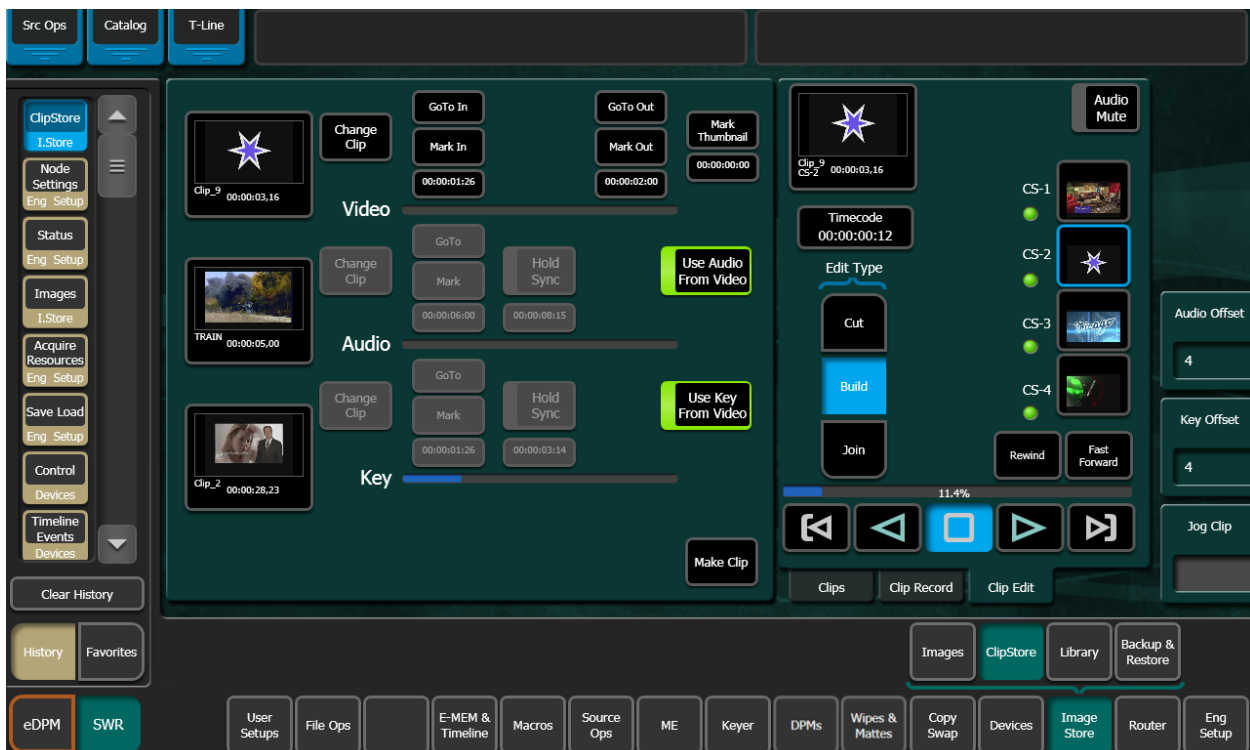 Src Ops
Catalog
T-Line
ClipStore
I.Store
Node
Settings
Eng Setup
Status
Eng Setup
Images
I.Store
Acquire
Resources
Eng Setup
Save Load
Eng Setup
Control
Devices
Timeline
Events
Devices
Clear History
History
Favorites
Clip_9 00:00:03,16
Change
Clip
GoTo In
Mark In
00:00:01:26
GoTo Out
Mark Out
00:00:02:00
Mark
Thumbnail
00:00:00:00
Video
TRAIN 00:00:05,00
Change
Clip
GoTo
Mark
00:00:06:00
Hold
Sync
00:00:08:15
Use Audio
From Video
Audio
Clip_2 00:00:28,23
Change
Clip
GoTo
Mark
00:00:01:26
Hold
Sync
00:00:03:14
Use Key
From Video
Key
Make Clip
Clip_9
CS-2 00:00:03,16
Audio
Mute
Timecode
00:00:00:12
Edit Type
Cut
Build
Join
CS-1
CS-2
CS-3
Chicago
CS-4
Rewind
Fast
Forward
11.4%
Clips
Clip Record
Clip Edit
Audio Offset
4
Key Offset
4
Jog Clip
Images
ClipStore
Library
Backup &
Restore
eDPM
SWR
User
Setups
File Ops
E-MEM &
Timeline
Macros
Source
Ops
ME
Keyer
DPMs
Wipes &
Mattes
Copy
Swap
Devices
Image
Store
Router
Eng
Setup